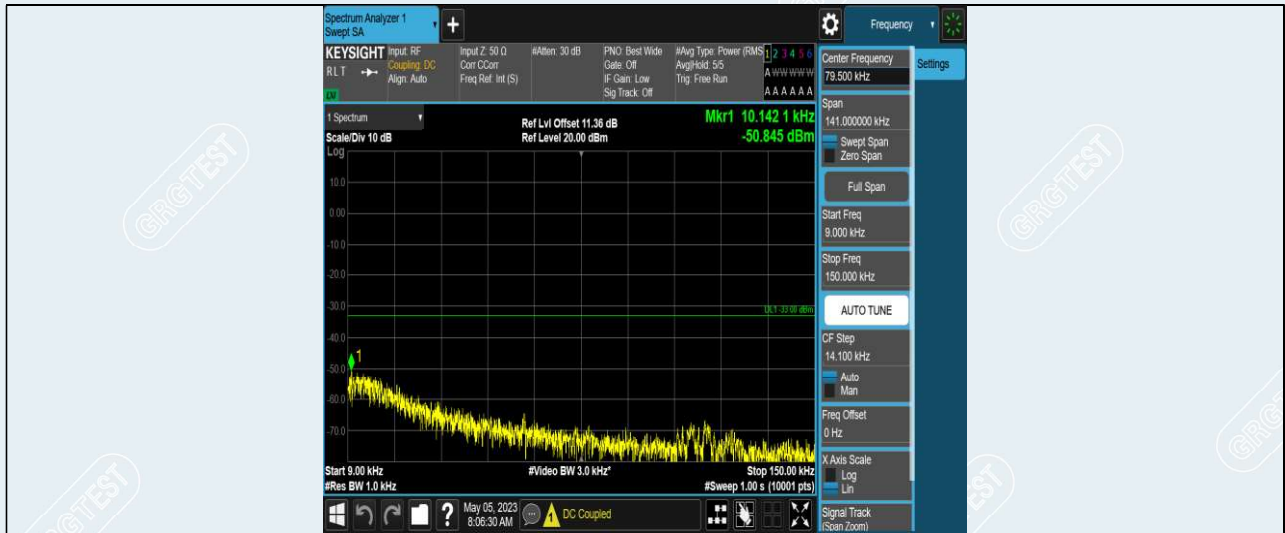 Spectrum Analyzer 1
Swept SA
+
Frequency
KEYSIGHT
RLT
Input: RF
Coupling: DC
Align: Auto
Input Z: 50 Ω
Corr CCorr
Freq Ref: Int (S)
#Atten: 30 dB
PNO: Best Wide
Gate: Off
IF Gain: Low
Sig Track: Off
#Avg Type: Power (RMS
Avg|Hold: 5/5
Trig: Free Run
1 2 3 4 5 6
A W W W W W
A A A A A A
1 Spectrum
Scale/Div 10 dB
Log
Ref Lvl Offset 11.36 dB
Ref Level 20.00 dBm
Mkr1 10.142 1 kHz
-50.845 dBm
10.0
0.00
-10.0
-20.0
-30.0
DL1 -33.00 dBm
-40.0
1
-50.0
-60.0
-70.0
Start 9.00 kHz
#Res BW 1.0 kHz
#Video BW 3.0 kHz*
Stop 150.00 kHz
#Sweep 1.00 s (10001 pts)
Center Frequency
79.500 kHz
Settings
Span
141.000000 kHz
Swept Span
Zero Span
Full Span
Start Freq
9.000 kHz
Stop Freq
150.000 kHz
AUTO TUNE
CF Step
14.100 kHz
Auto
Man
Freq Offset
0 Hz
X Axis Scale
Log
Lin
Signal Track
(Span Zoom)
?
May 05, 2023
8:06:30 AM
DC Coupled
GRGTEST
GRGTEST
GRGTEST
GRGTEST